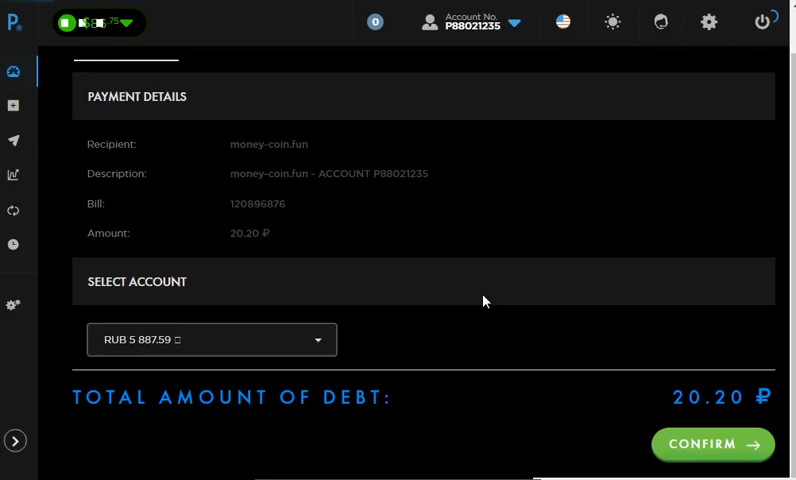 P®
.75
0
Account No.
P88021235
PAYMENT DETAILS
Recipient: money-coin.fun
Description: money-coin.fun - ACCOUNT P88021235
Bill: 120896876
Amount: 20.20 ₽
SELECT ACCOUNT
RUB 5 887.59
TOTAL AMOUNT OF DEBT: 20.20 ₽
CONFIRM